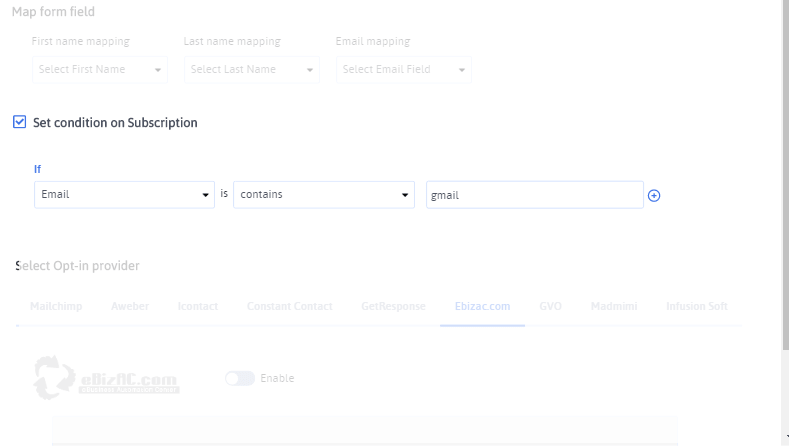 Map form field
First name mapping Last name mapping Email mapping
Select First Name Select Last Name Select Email Field
Set condition on Subscription
If
Email is contains gmail
Select Opt-in provider
Mailchimp Aweber Icontact Constant Contact GetResponse Ebizac.com GVO Madmimi Infusion Soft
eBizAC.com Enable